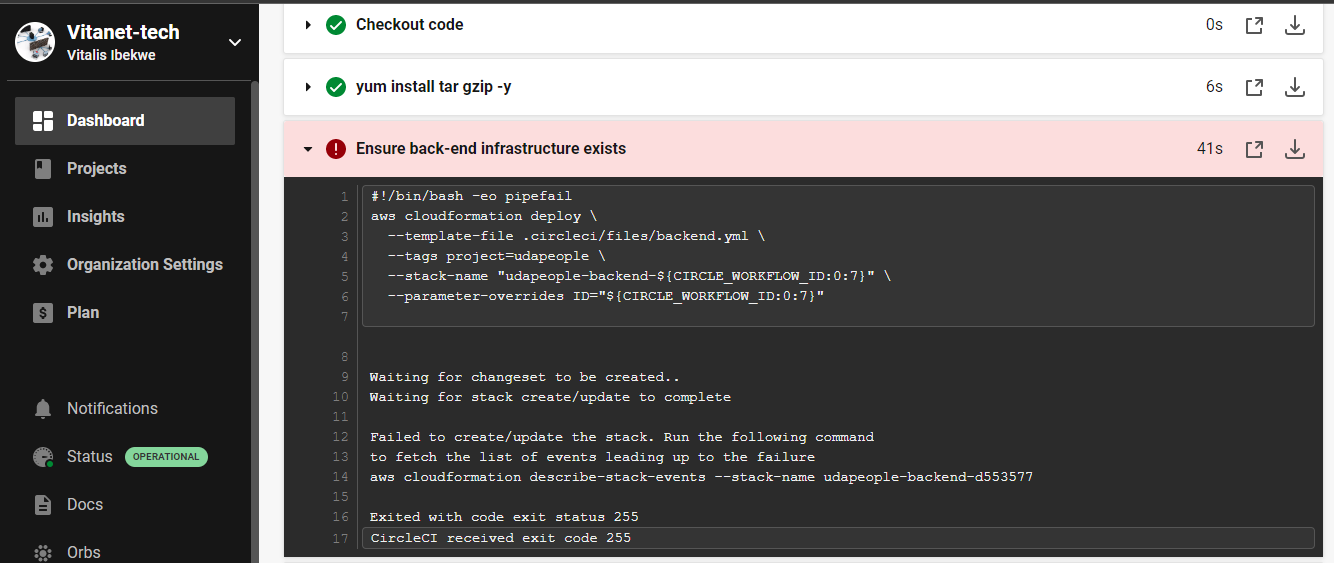 Vitanet-tech
Vitalis Ibekwe
Dashboard
Projects
Insights
Organization Settings
Plan
Notifications
Status OPERATIONAL
Docs
Orbs
Checkout code 0s
yum install tar gzip -y 6s
Ensure back-end infrastructure exists 41s
1 #!/bin/bash -eo pipefail
2 aws cloudformation deploy \
3 --template-file .circleci/files/backend.yml \
4 --tags project=udapeople \
5 --stack-name "udapeople-backend-${CIRCLE_WORKFLOW_ID:0:7}" \
6 --parameter-overrides ID="${CIRCLE_WORKFLOW_ID:0:7}"
7
8
9 Waiting for changeset to be created..
10 Waiting for stack create/update to complete
11
12 Failed to create/update the stack. Run the following command
13 to fetch the list of events leading up to the failure
14 aws cloudformation describe-stack-events --stack-name udapeople-backend-d553577
15
16 Exited with code exit status 255
17 CircleCI received exit code 255